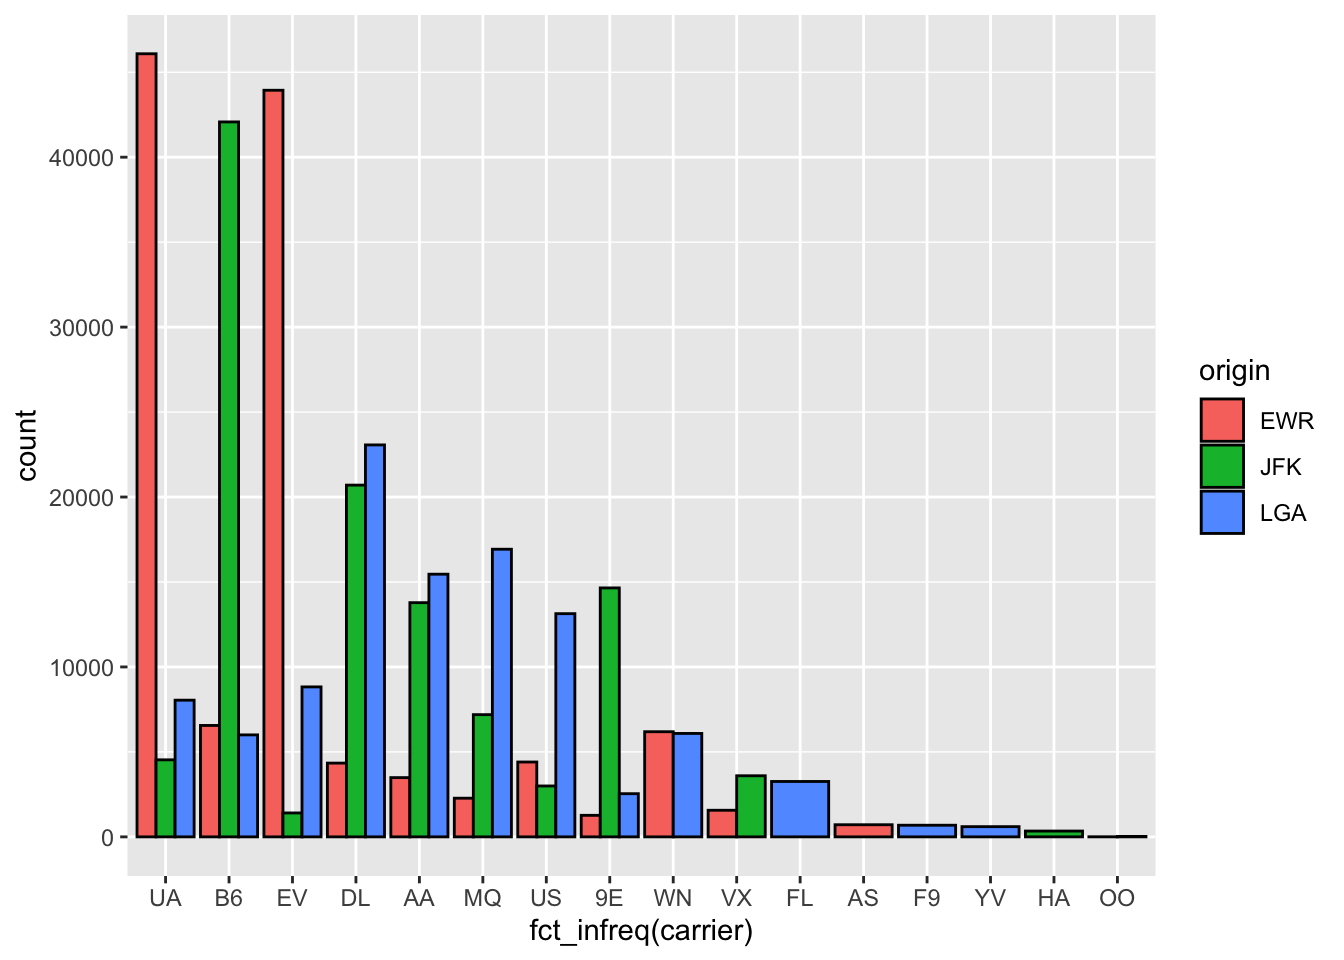 40000
30000
20000
10000
0
count
UA B6 EV DL AA MQ US 9E WN VX FL AS F9 YV HA OO
fct_infreq(carrier)
origin
EWR
JFK
LGA